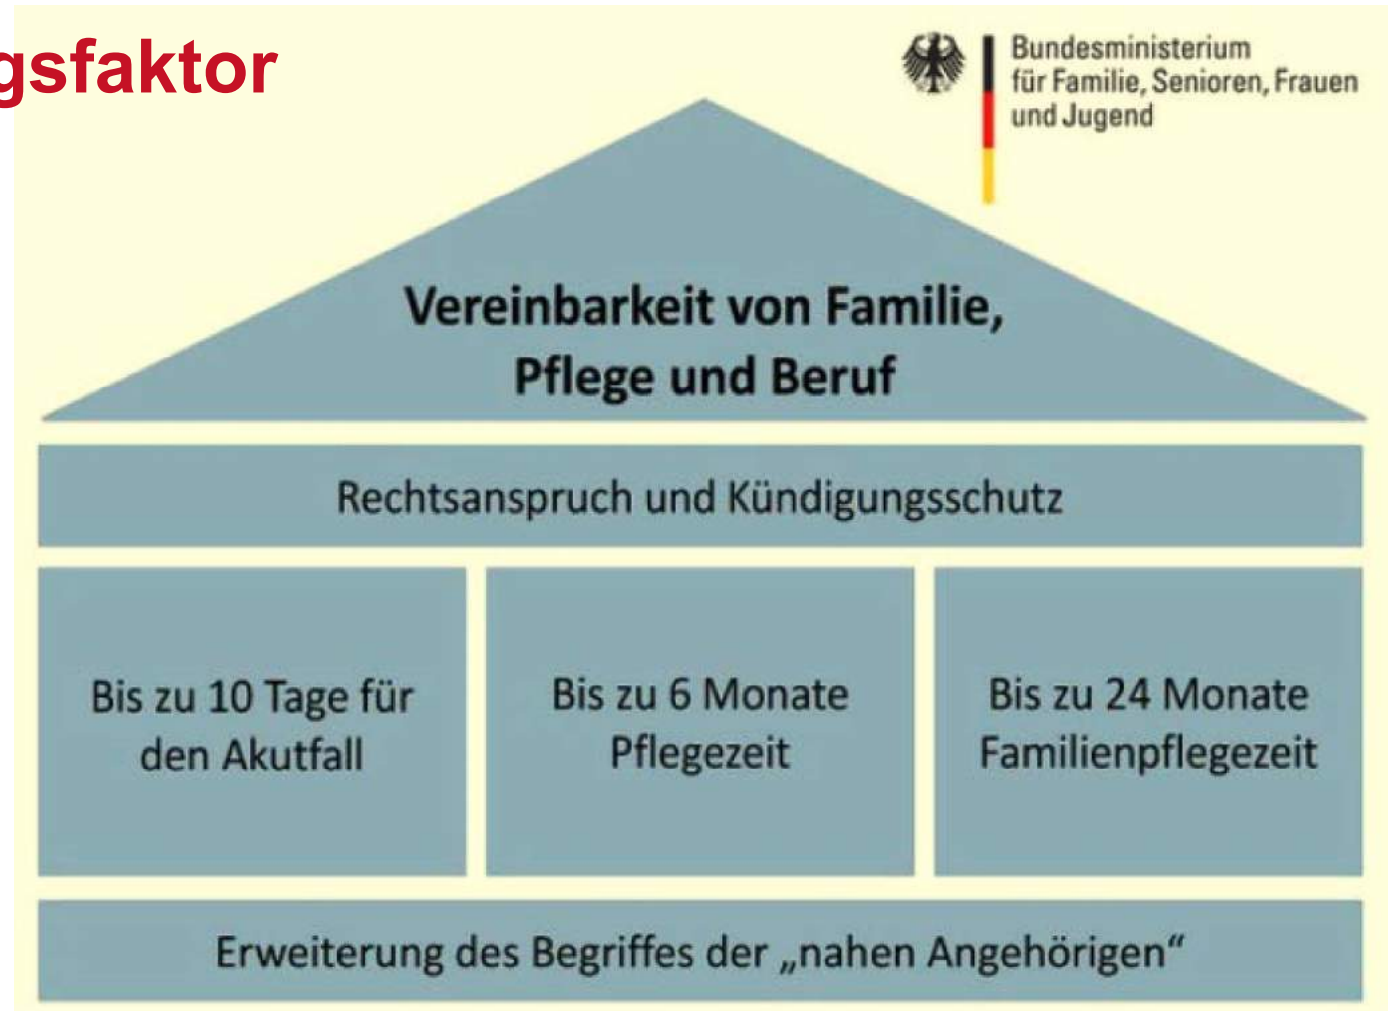 gsfaktor
Bundesministerium
für Familie, Senioren, Frauen
und Jugend
Vereinbarkeit von Familie,
Pflege und Beruf
Rechtsanspruch und Kündigungsschutz
Bis zu 10 Tage für
den Akutfall
Bis zu 6 Monate
Pflegezeit
Bis zu 24 Monate
Familienpflegezeit
Erweiterung des Begriffes der „nahen Angehörigen“